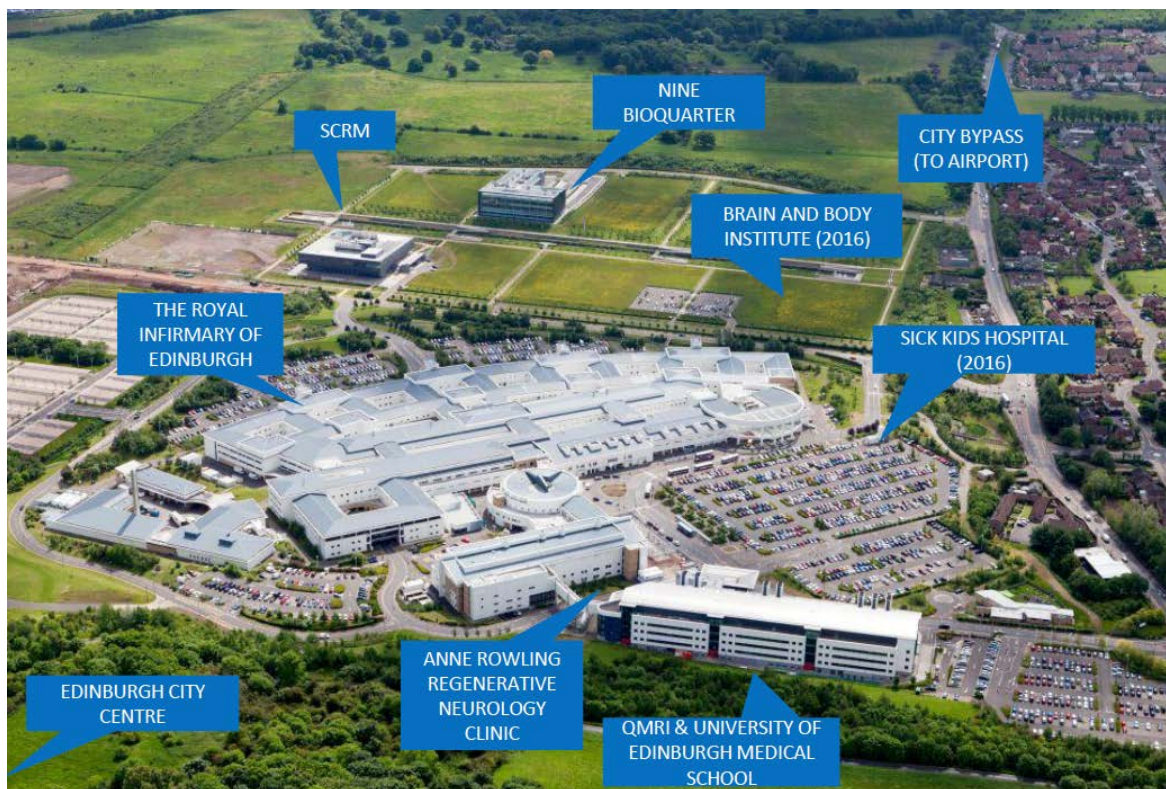 NINE
BIOQUARTER
SCRM
CITY BYPASS
(TO AIRPORT)
BRAIN AND BODY
INSTITUTE (2016)
THE ROYAL
INFIRMARY OF
EDINBURGH
SICK KIDS HOSPITAL
(2016)
ANNE ROWLING
REGENERATIVE
NEUROLOGY
CLINIC
EDINBURGH CITY
CENTRE
QMRI & UNIVERSITY OF
EDINBURGH MEDICAL
SCHOOL